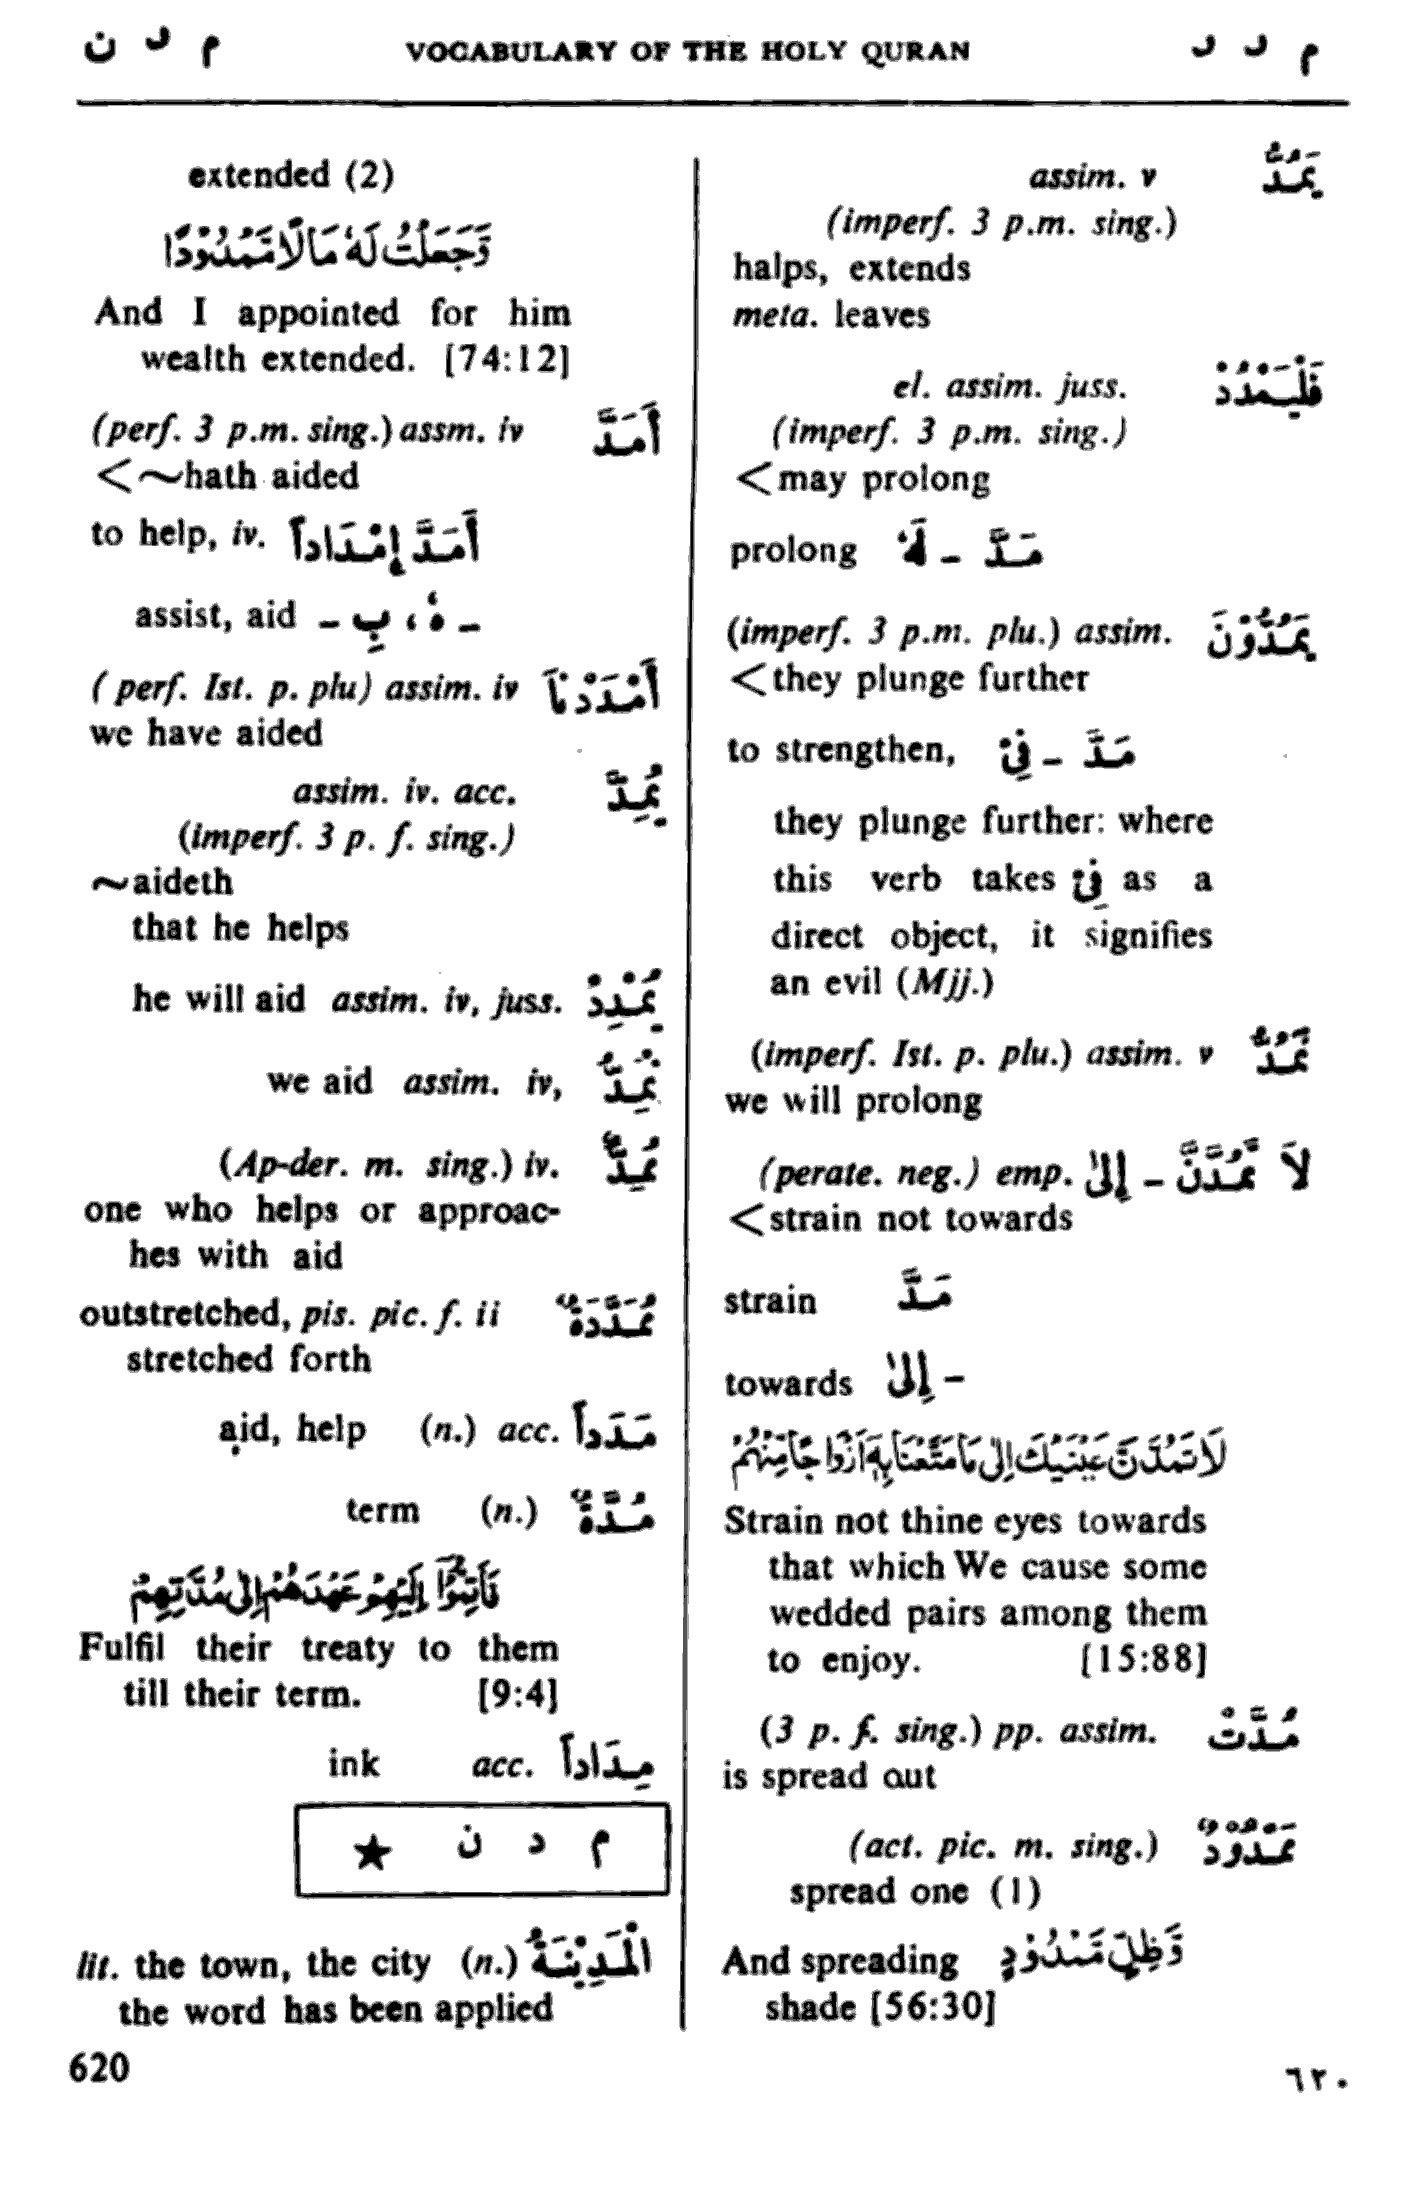 م د ن VOCABULARY OF THE HOLY QURAN م د د
assim. v يَمُدُّ
(imperf. 3 p.m. sing.)
halps, extends
meta. leaves
el. assim. juss. فَلْيَمْدُدْ
(imperf. 3 p.m. sing.)
<may prolong
prolong مَدَّ - لَهُ
(imperf. 3 p.m. plu.) assim. يَمُدُّوْنَ
<they plunge further
to strengthen, مَدَّ - فِيْ
they plunge further: where
this verb takes فِيْ as a
direct object, it signifies
an evil (Mjj.)
(imperf. Ist. p. plu.) assim. v نَمُدُّ
we will prolong
(perate. neg.) emp. لاَ تَمُدَّنَّ - إِلىٰ
<strain not towards
strain مَدَّ
towards - إِلىٰ
لَا تَمُدَّنَّ عَيْنَيْكَ اِلٰى مَا مَتَّعْنَا بِهٖٓ اَزْوَاجًا مِّنْهُمْ
Strain not thine eyes towards
that which We cause some
wedded pairs among them
to enjoy. [15:88]
(3 p. f. sing.) pp. assim. مُدَّتْ
is spread out
(act. pic. m. sing.) مَمْدُوْدٌ
spread one (1)
And spreading وَّظِلٍّ مَّمْدُوْدٍ
shade [56:30]
extended (2)
وَّجَعَلْتُ لَهٗ مَالًا مَّمْدُوْدًا
And I appointed for him
wealth extended. [74:12]
(perf. 3 p.m. sing.) assm. iv أَمَدَّ
<~hath aided
to help, iv. أَمَدَّ إِمْدَاداً
assist, aid - هُ ، بِ -
( perf. Ist. p. plu) assim. iv أَمْدَدْنَا
we have aided
assim. iv. acc. يُمِدَّ
(imperf. 3 p. f. sing.)
~aideth
that he helps
he will aid assim. iv, juss. يُمْدِدْ
we aid assim. iv, نُمِدُّ
(Ap-der. m. sing.) iv. مُمِدٌّ
one who helps or approac-
hes with aid
outstretched, pis. pic. f. ii مُمَدَّدَةٌ
stretched forth
aid, help (n.) acc. مَدَداً
term (n.) مُدَّةٌ
فَاَتِمُّوْٓا اِلَيْهِمْ عَهْدَهُمْ اِلٰى مُدَّتِهِمْ
Fulfil their treaty to them
till their term. [9:4]
ink acc. مِدَاداً
م د ن ★
lit. the town, the city (n.) الْمَدِيْنَةُ
the word has been applied
620 ٦٢٠